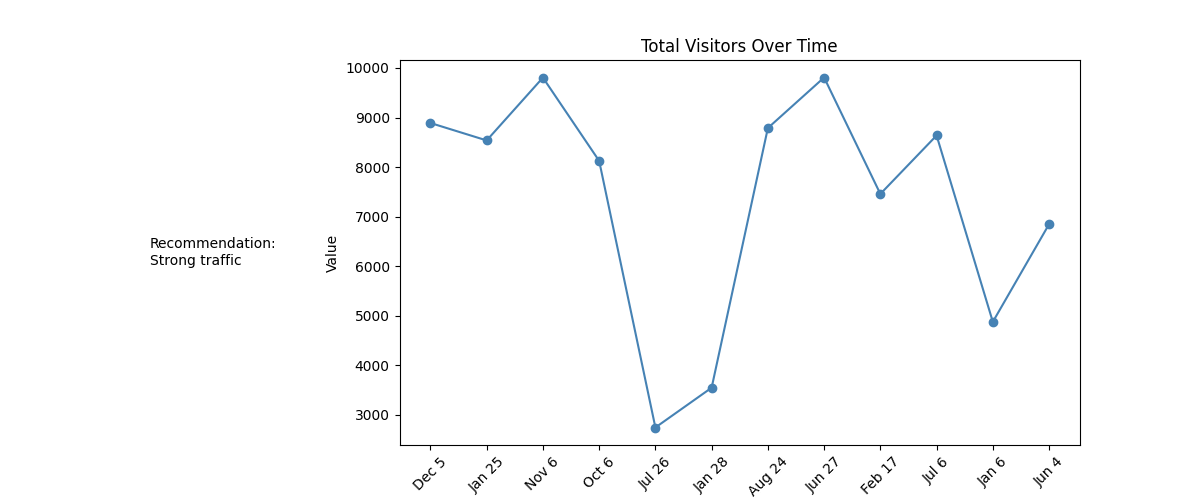 Total Visitors Over Time
Recommendation:
Strong traffic
Value
10000
9000
8000
7000
6000
5000
4000
3000
Dec 5
Jan 25
Nov 6
Oct 6
Jul 26
Jan 28
Aug 24
Jun 27
Feb 17
Jul 6
Jan 6
Jun 4